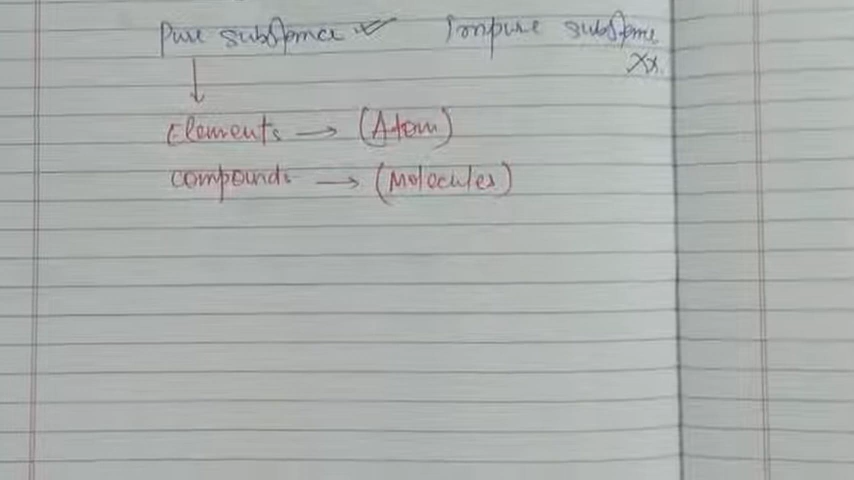 Pure substance ✓ Impure substance
XX
↓
Elements → (Atom)
compounds → (Molecules)